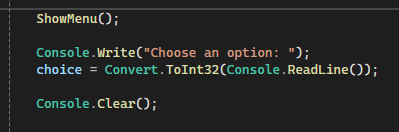 ShowMenu();
Console.Write("Choose an option: ");
choice = Convert.ToInt32(Console.ReadLine());
Console.Clear();